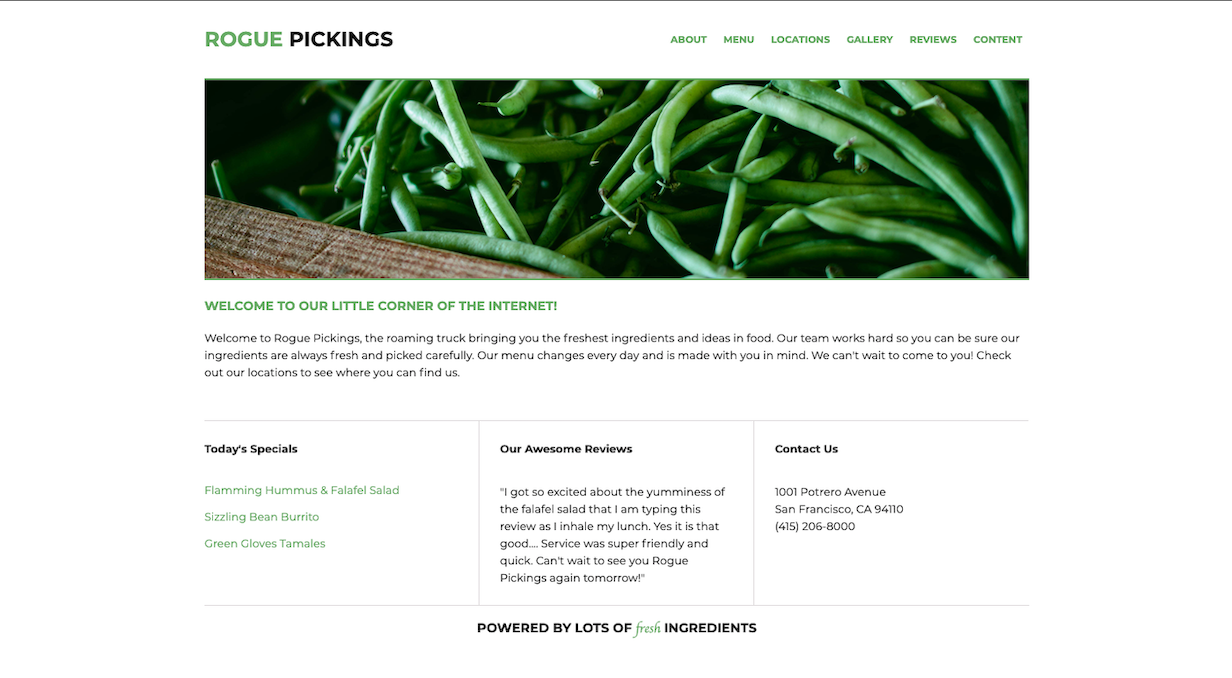 ROGUE PICKINGS
ABOUT MENU LOCATIONS GALLERY REVIEWS CONTENT
WELCOME TO OUR LITTLE CORNER OF THE INTERNET!
Welcome to Rogue Pickings, the roaming truck bringing you the freshest ingredients and ideas in food. Our team works hard so you can be sure our
ingredients are always fresh and picked carefully. Our menu changes every day and is made with you in mind. We can't wait to come to you! Check
out our locations to see where you can find us.
Today's Specials
Flamming Hummus & Falafel Salad
Sizzling Bean Burrito
Green Gloves Tamales
Our Awesome Reviews
"I got so excited about the yumminess of
the falafel salad that I am typing this
review as I inhale my lunch. Yes it is that
good.... Service was super friendly and
quick. Can't wait to see you Rogue
Pickings again tomorrow!"
Contact Us
1001 Potrero Avenue
San Francisco, CA 94110
(415) 206-8000
POWERED BY LOTS OF fresh INGREDIENTS